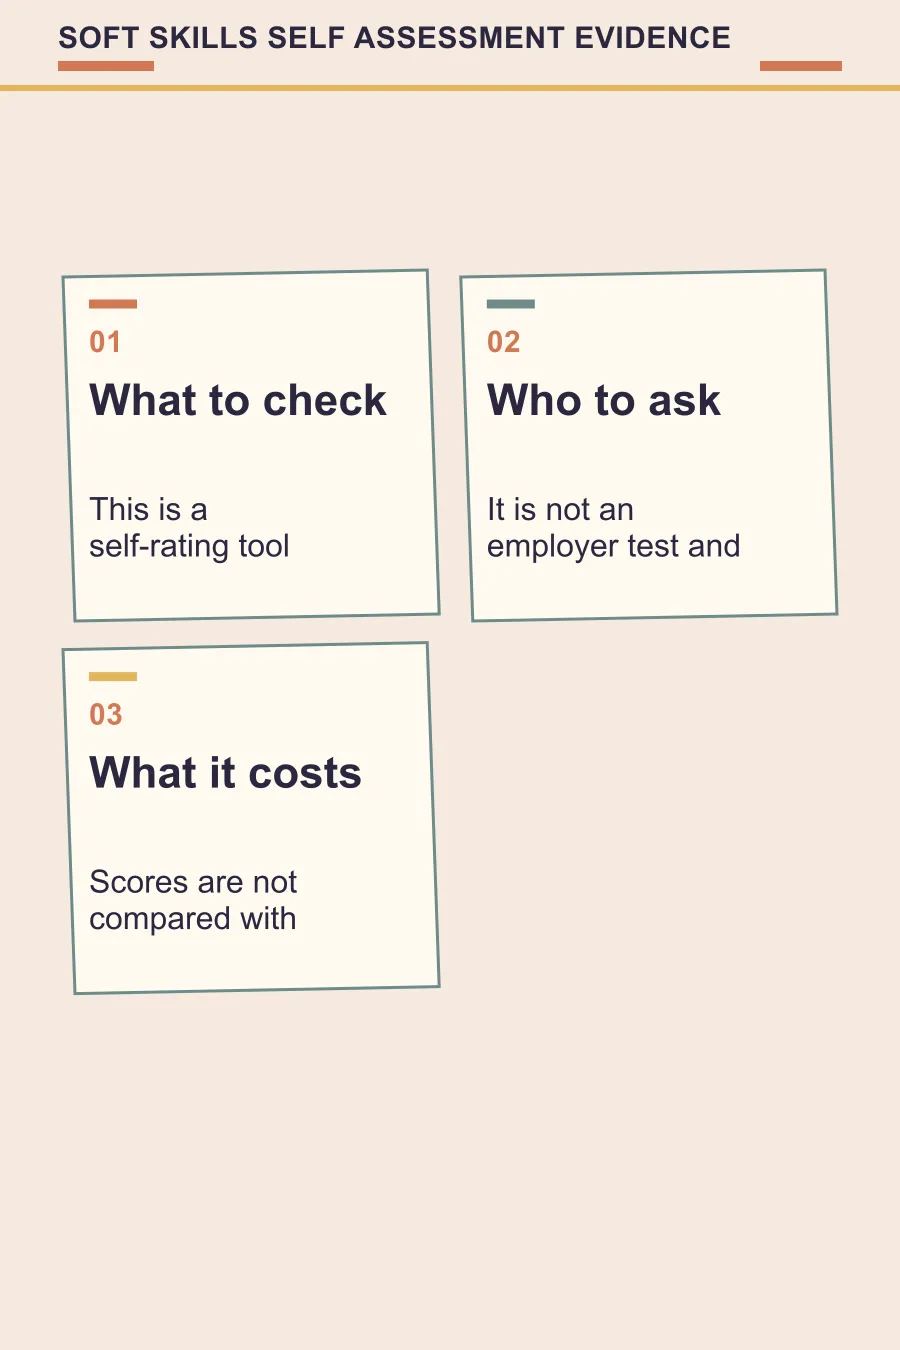 SOFT SKILLS SELF ASSESSMENT EVIDENCE
01
What to check
This is a
self-rating tool
02
Who to ask
It is not an
employer test and
03
What it costs
Scores are not
compared with